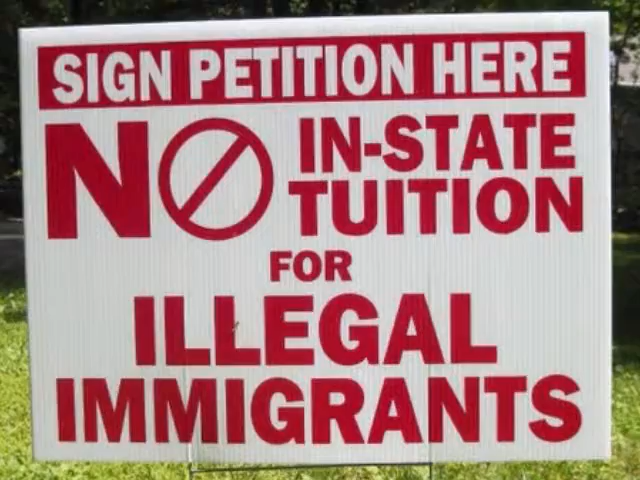 SIGN PETITION HERE
NO IN-STATE
TUITION
FOR
ILLEGAL
IMMIGRANTS